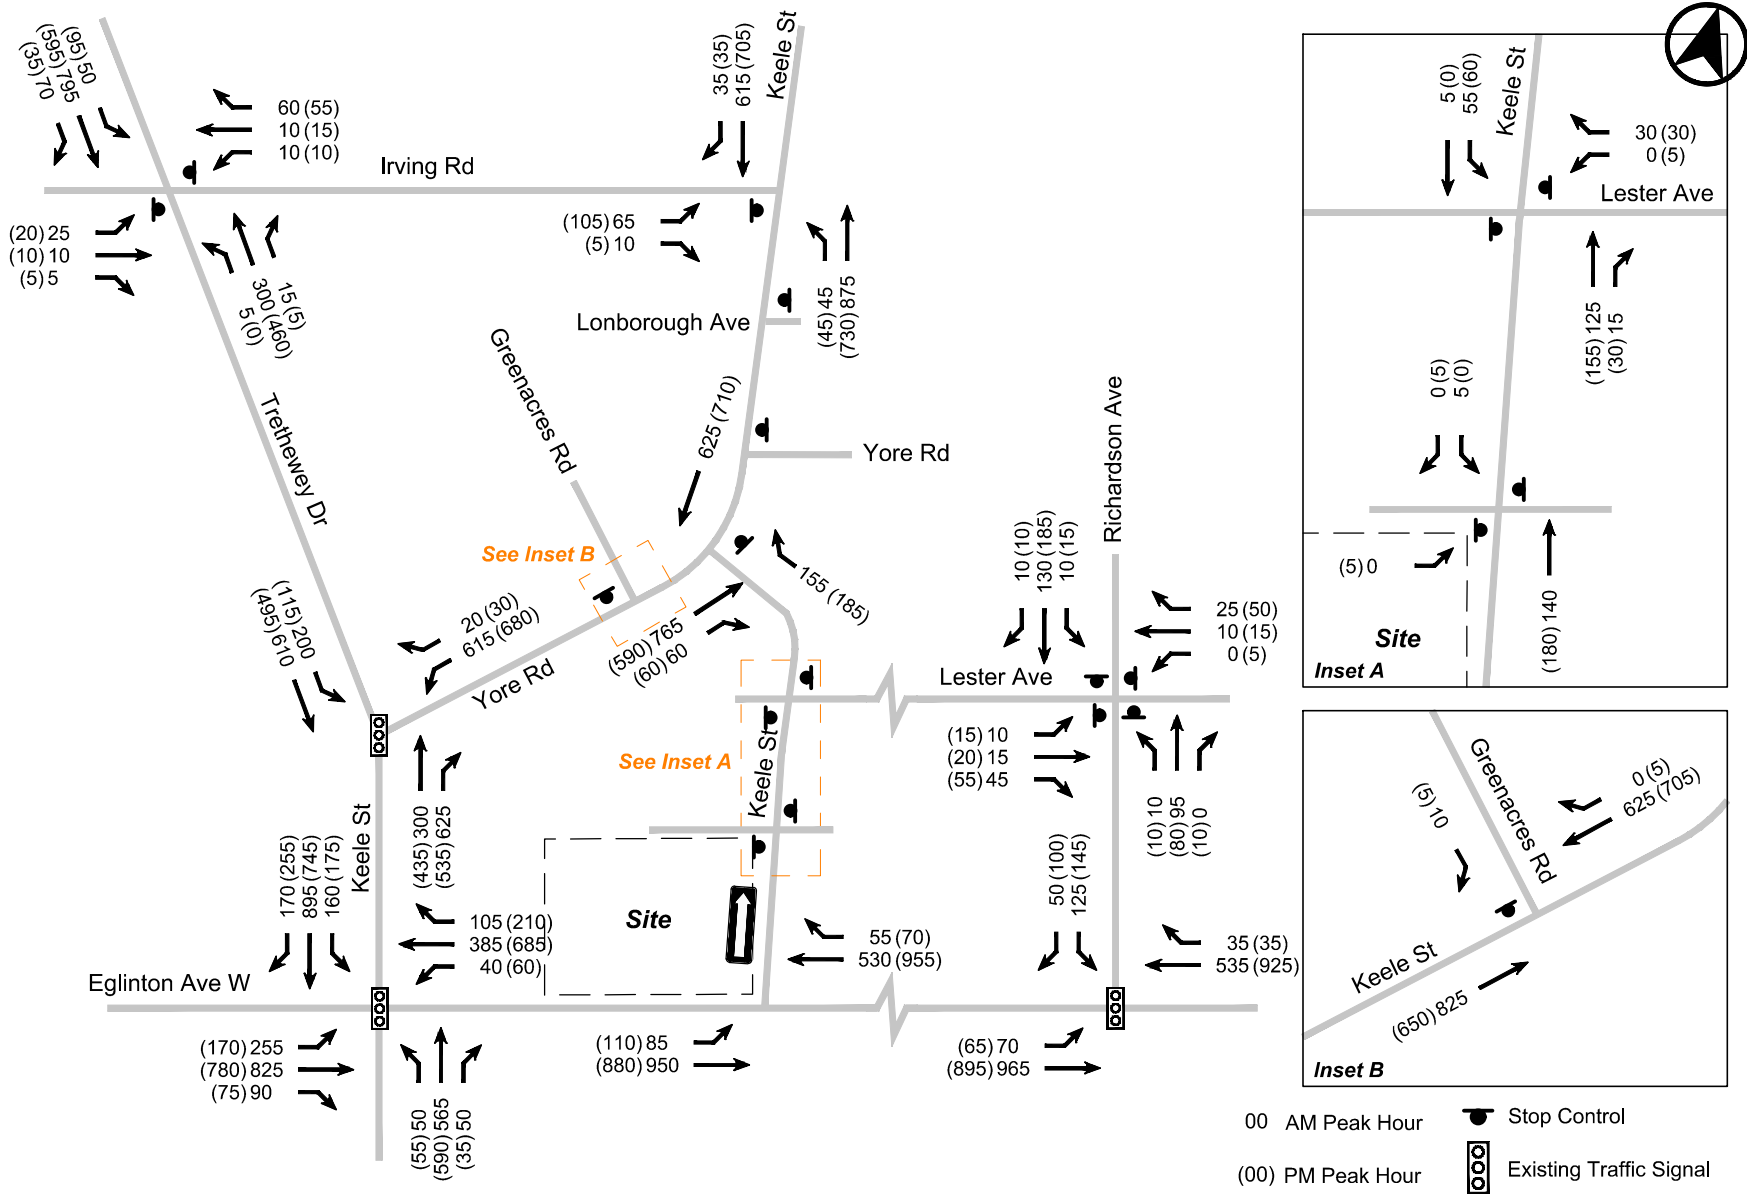 (95) 50
(595) 795
(35) 70
60 (55)
10 (15)
10 (10)
Irving Rd
(20) 25
(10) 10
(5) 5
15 (5)
300 (460)
5 (0)
35 (35)
615 (705)
Keele St
(105) 65
(5) 10
(45) 45
(730) 875
Lonborough Ave
Greenacres Rd
Trethewey Dr
625 (710)
Yore Rd
See Inset B
155 (185)
20 (30)
615 (680)
(590) 765
(60) 60
Yore Rd
(115) 200
(495) 610
Richardson Ave
10 (10)
130 (185)
10 (15)
25 (50)
10 (15)
0 (5)
Lester Ave
(15) 10
(20) 15
(55) 45
(10) 10
(80) 95
(10) 0
See Inset A
Keele St
Keele St
(435) 300
(535) 625
170 (255)
895 (745)
160 (175)
105 (210)
385 (685)
40 (60)
Site
55 (70)
530 (955)
50 (100)
125 (145)
35 (35)
535 (925)
Eglinton Ave W
(170) 255
(780) 825
(75) 90
(55) 50
(590) 565
(35) 50
(110) 85
(880) 950
(65) 70
(895) 965
5 (0)
55 (60)
Keele St
30 (30)
0 (5)
Lester Ave
(155) 125
(30) 15
0 (5)
5 (0)
(5) 0
(180) 140
Site
Inset A
Greenacres Rd
0 (5)
625 (705)
(5) 10
Keele St
(650) 825
Inset B
00 AM Peak Hour
Stop Control
(00) PM Peak Hour
Existing Traffic Signal